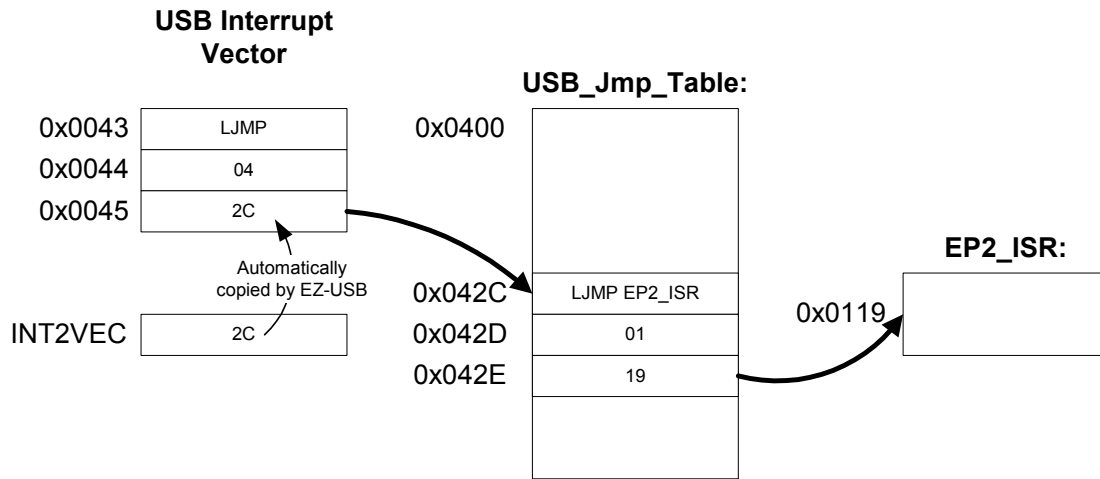 USB Interrupt
Vector
0x0043
LJMP
0x0044
04
0x0045
2C
Automatically
copied by EZ-USB
INT2VEC
2C
USB_Jmp_Table:
0x0400
0x042C
LJMP EP2_ISR
0x042D
01
0x042E
19
EP2_ISR:
0x0119